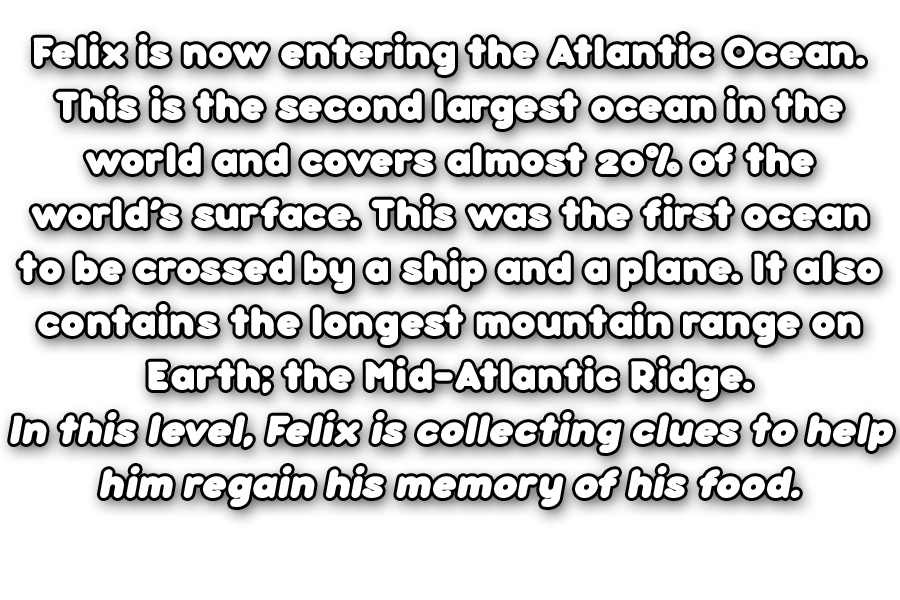 Felix is now entering the Atlantic Ocean.
This is the second largest ocean in the
world and covers almost 20% of the
world's surface. This was the first ocean
to be crossed by a ship and a plane. It also
contains the longest mountain range on
Earth; the Mid-Atlantic Ridge.
In this level, Felix is collecting clues to help
him regain his memory of his food.